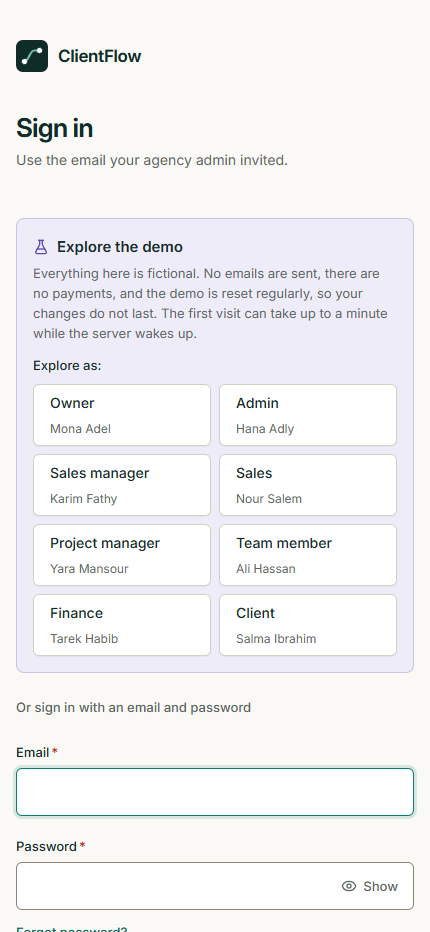 ClientFlow
Sign in
Use the email your agency admin invited.
Explore the demo
Everything here is fictional. No emails are sent, there are
no payments, and the demo is reset regularly, so your
changes do not last. The first visit can take up to a minute
while the server wakes up.
Explore as:
Owner
Mona Adel
Admin
Hana Adly
Sales manager
Karim Fathy
Sales
Nour Salem
Project manager
Yara Mansour
Team member
Ali Hassan
Finance
Tarek Habib
Client
Salma Ibrahim
Or sign in with an email and password
Email *
Password *
Show
Forgot password?